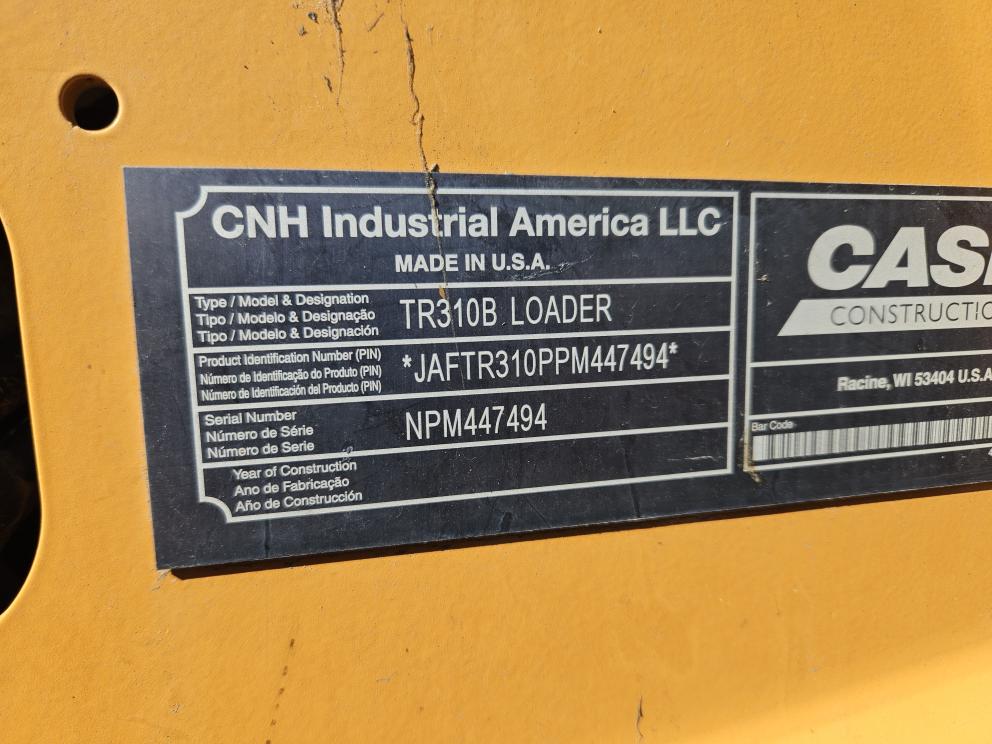 CNH Industrial America LLC
MADE IN U.S.A.
Type / Model & Designation
Tipo / Modelo & Designação
Tipo / Modelo & Designación
TR310B LOADER
Product Identification Number (PIN)
Número de Identificação do Produto (PIN)
Número de Identificación del Producto (PIN)
*JAFTR310PPM447494*
Serial Number
Número de Série
Número de Serie
NPM447494
Year of Construction
Ano de Fabricação
Año de Construcción
CAS
CONSTRUCTIO
Racine, WI 53404 U.S.A
Bar Code
4